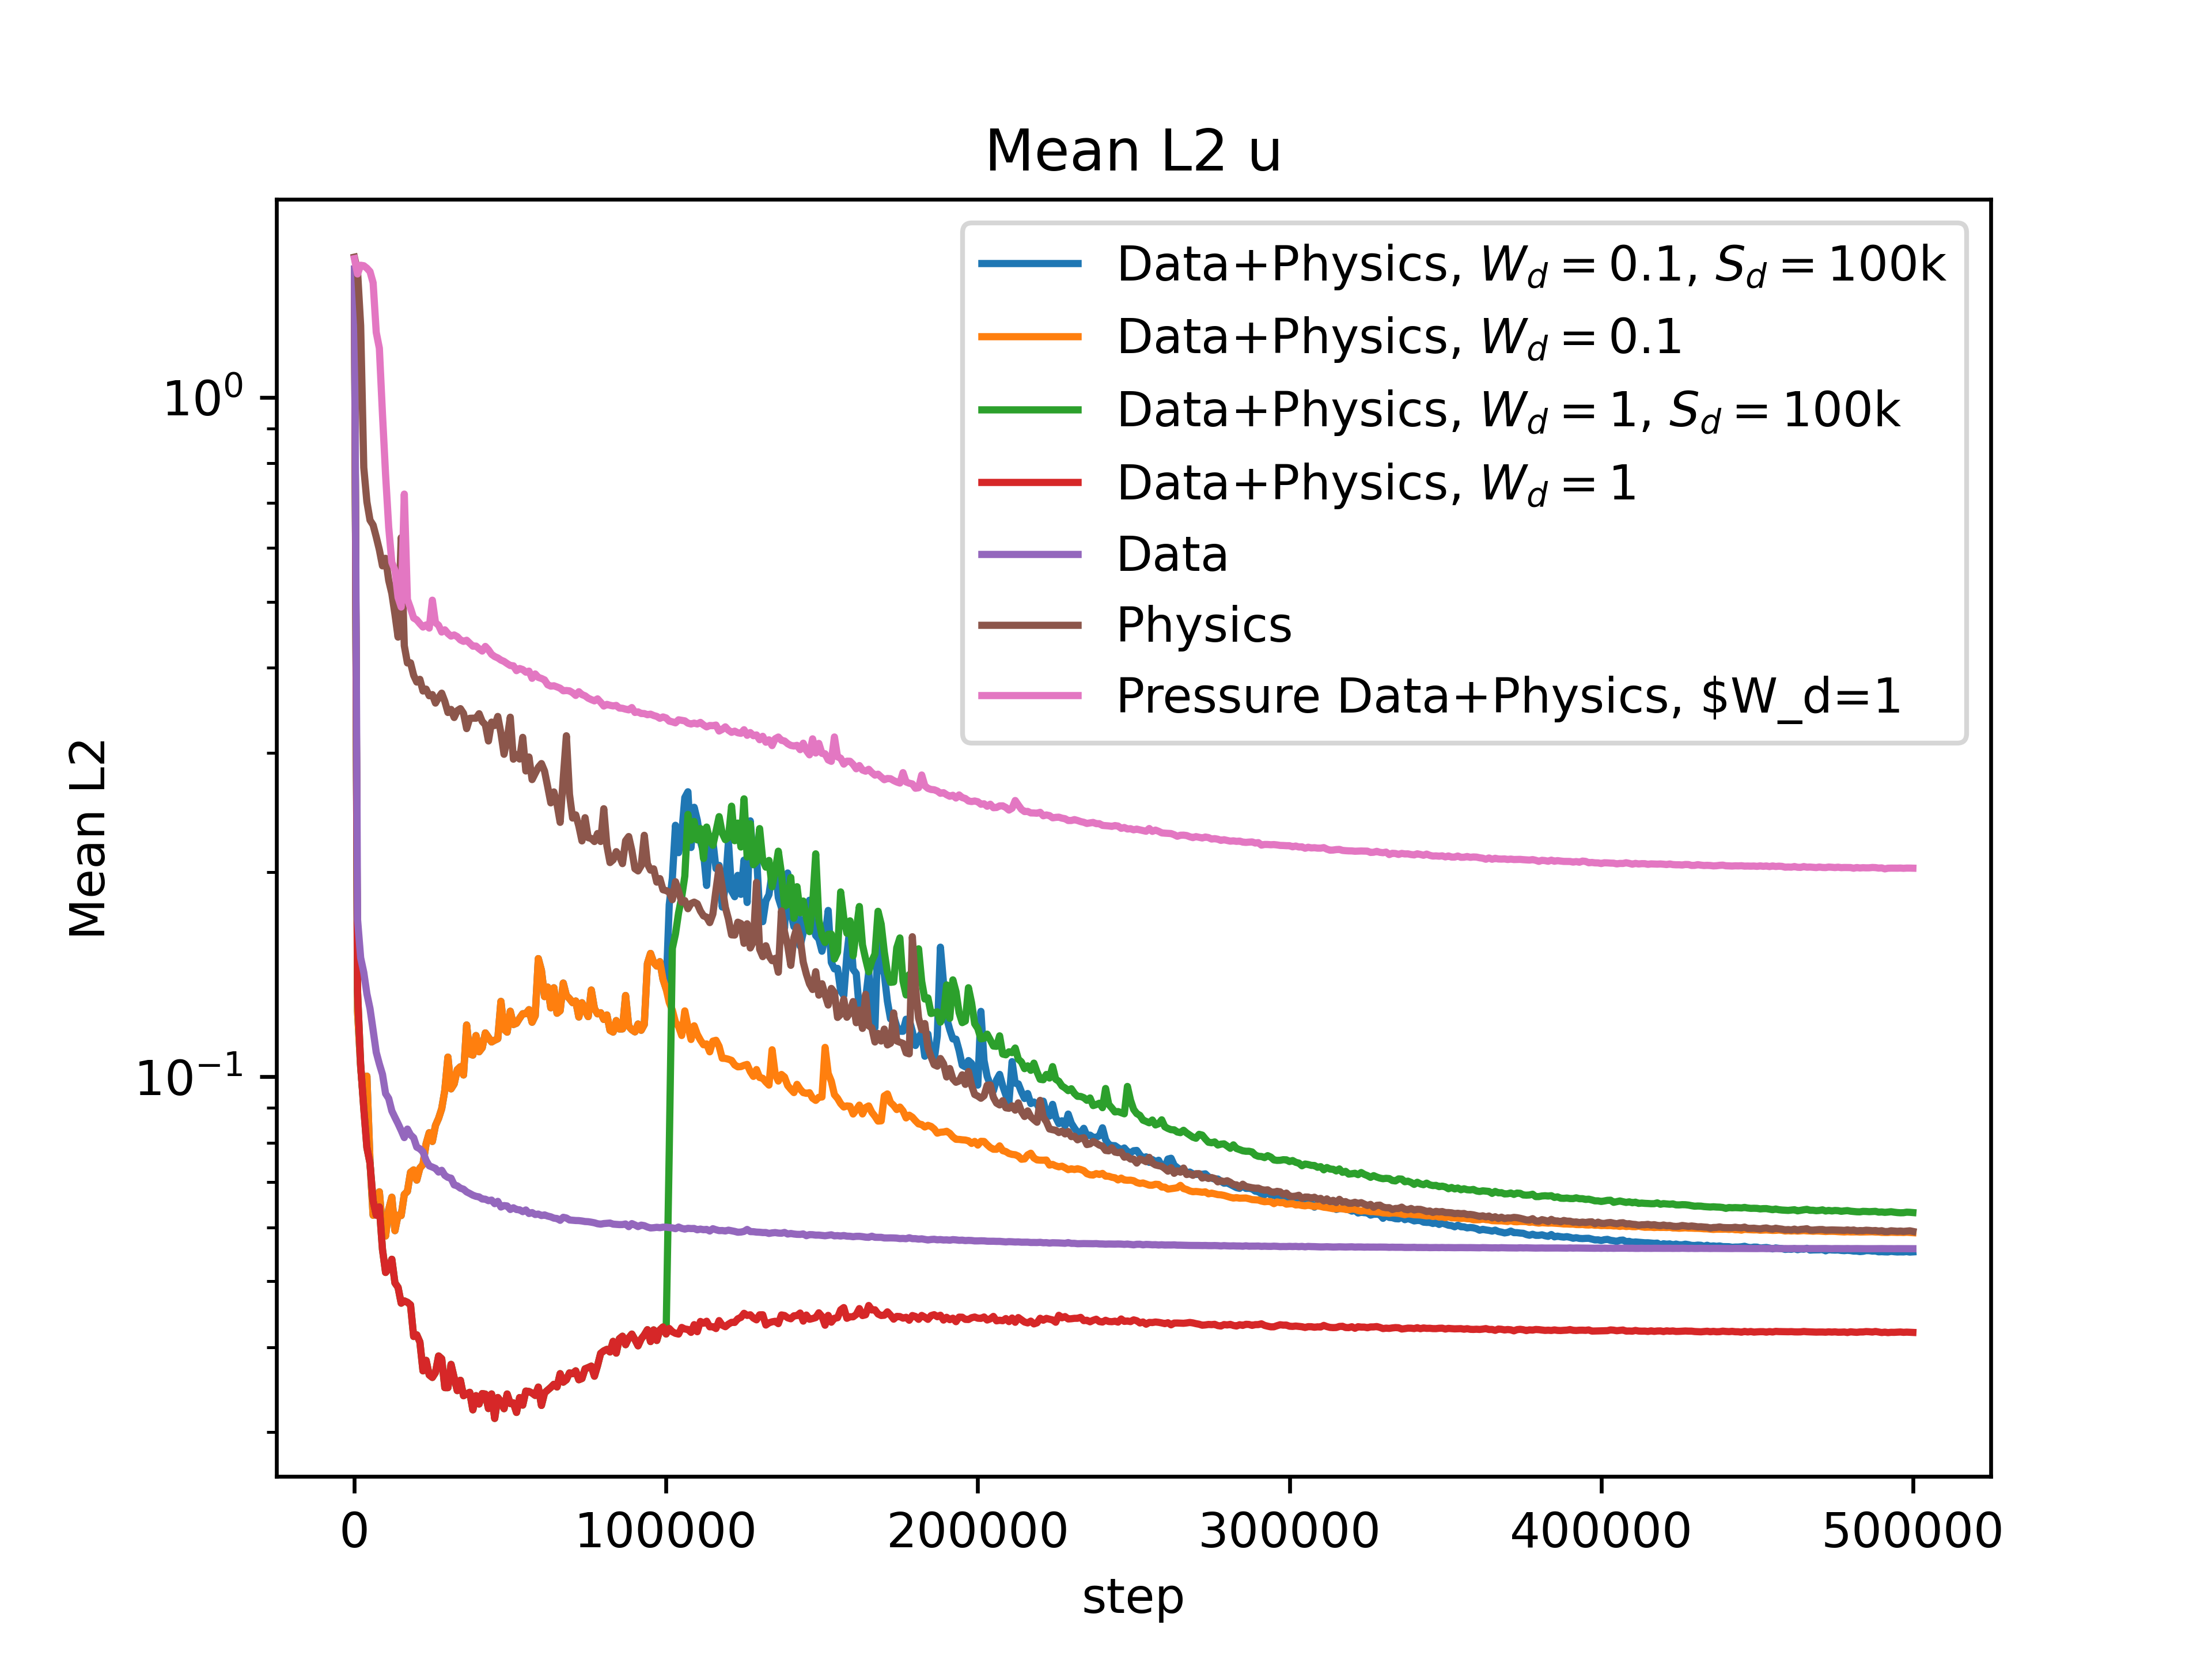 Mean L2 u
Mean L2
10⁰
10⁻¹
Data+Physics, W_d = 0.1, S_d = 100k
Data+Physics, W_d = 0.1
Data+Physics, W_d = 1, S_d = 100k
Data+Physics, W_d = 1
Data
Physics
Pressure Data+Physics, $W_d=1
0 100000 200000 300000 400000 500000
step